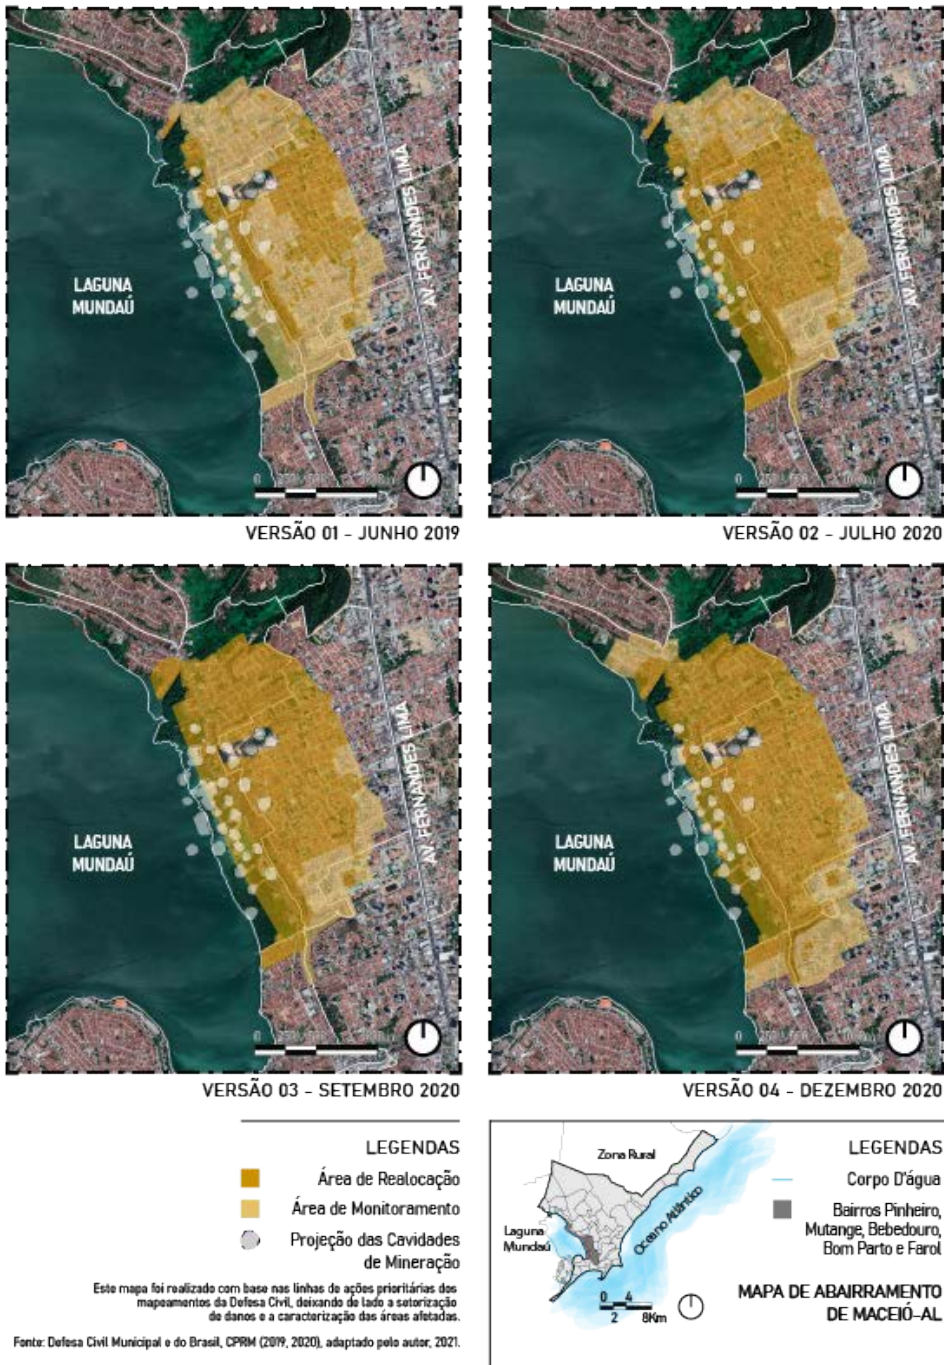 LAGUNA
MUNDAÚ
AV. FERNANDES LIMA
0
VERSÃO 01 - JUNHO 2019
LAGUNA
MUNDAÚ
AV. FERNANDES LIMA
0
VERSÃO 02 - JULHO 2020
LAGUNA
MUNDAÚ
AV. FERNANDES LIMA
0
VERSÃO 03 - SETEMBRO 2020
LAGUNA
MUNDAÚ
AV. FERNANDES LIMA
0
VERSÃO 04 - DEZEMBRO 2020
LEGENDAS
Área de Realocação
Área de Monitoramento
Projeção das Cavidades
de Mineração
Este mapa foi realizado com base nas linhas de ações prioritárias dos
mapeamentos da Defesa Civil, deixando de lado a setorização
de danos e a caracterização das áreas afetadas.
Fonte: Defesa Civil Municipal e do Brasil, CPRM (2019, 2020), adaptado pelo autor, 2021.
Zona Rural
Laguna
Mundaú
Oceano Atlântico
0 4
2 8Km
LEGENDAS
Corpo D'água
Bairros Pinheiro,
Mutange, Bebedouro,
Bom Parto e Farol
MAPA DE ABAIRRAMENTO
DE MACEIÓ-AL